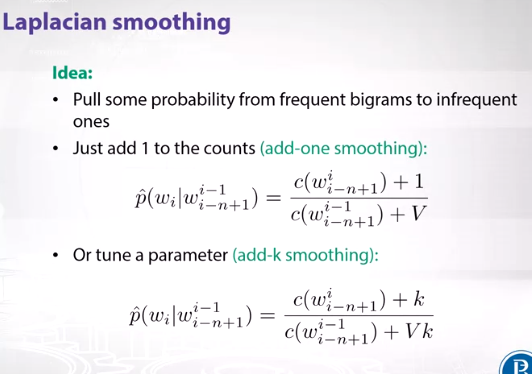 Laplacian smoothing
Idea:
• Pull some probability from frequent bigrams to infrequent
ones
• Just add 1 to the counts (add-one smoothing):
p̂(w_i|w_{i-n+1}^{i-1}) = \frac{c(w_{i-n+1}^{i}) + 1}{c(w_{i-n+1}^{i-1}) + V}
• Or tune a parameter (add-k smoothing):
p̂(w_i|w_{i-n+1}^{i-1}) = \frac{c(w_{i-n+1}^{i}) + k}{c(w_{i-n+1}^{i-1}) + Vk}